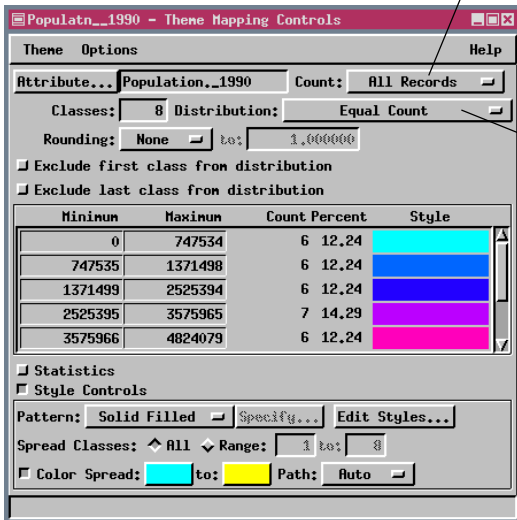 Populatn__1990 - Theme Mapping Controls
Theme Options Help
Attribute... Population._1990 Count: All Records
Classes: 8 Distribution: Equal Count
Rounding: None to: 1.000000
Exclude first class from distribution
Exclude last class from distribution
Minimum Maximum Count Percent Style
0 747534 6 12.24
747535 1371498 6 12.24
1371499 2525394 6 12.24
2525395 3575965 7 14.29
3575966 4824079 6 12.24
Statistics
Style Controls
Pattern: Solid Filled Specify... Edit Styles...
Spread Classes: All Range: 1 to: 8
Color Spread: to: Path: Auto